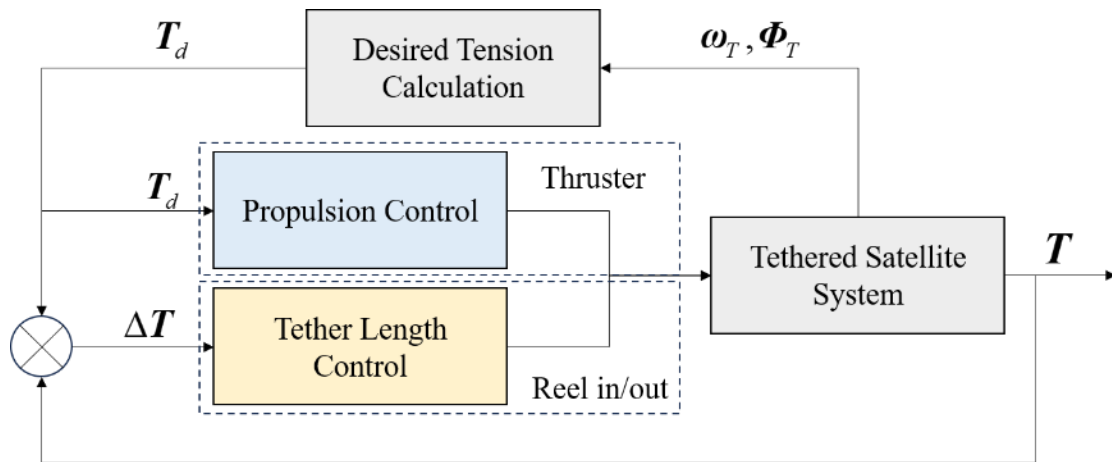 T_d
Desired Tension
Calculation
ω_T , Φ_T
T_d
Propulsion Control
Thruster
Tethered Satellite
System
T
ΔT
Tether Length
Control
Reel in/out